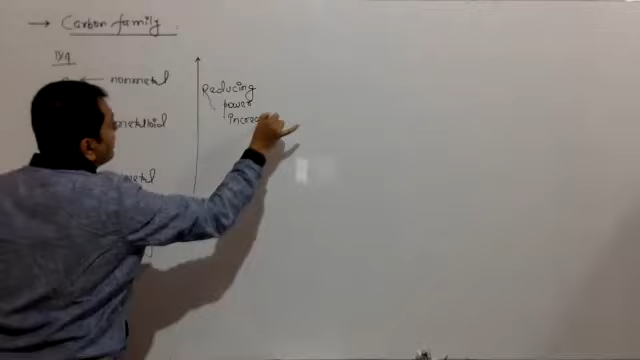 → Carbon family
IVA
← nonmetal
metalloid
metal
Reducing
power
increa